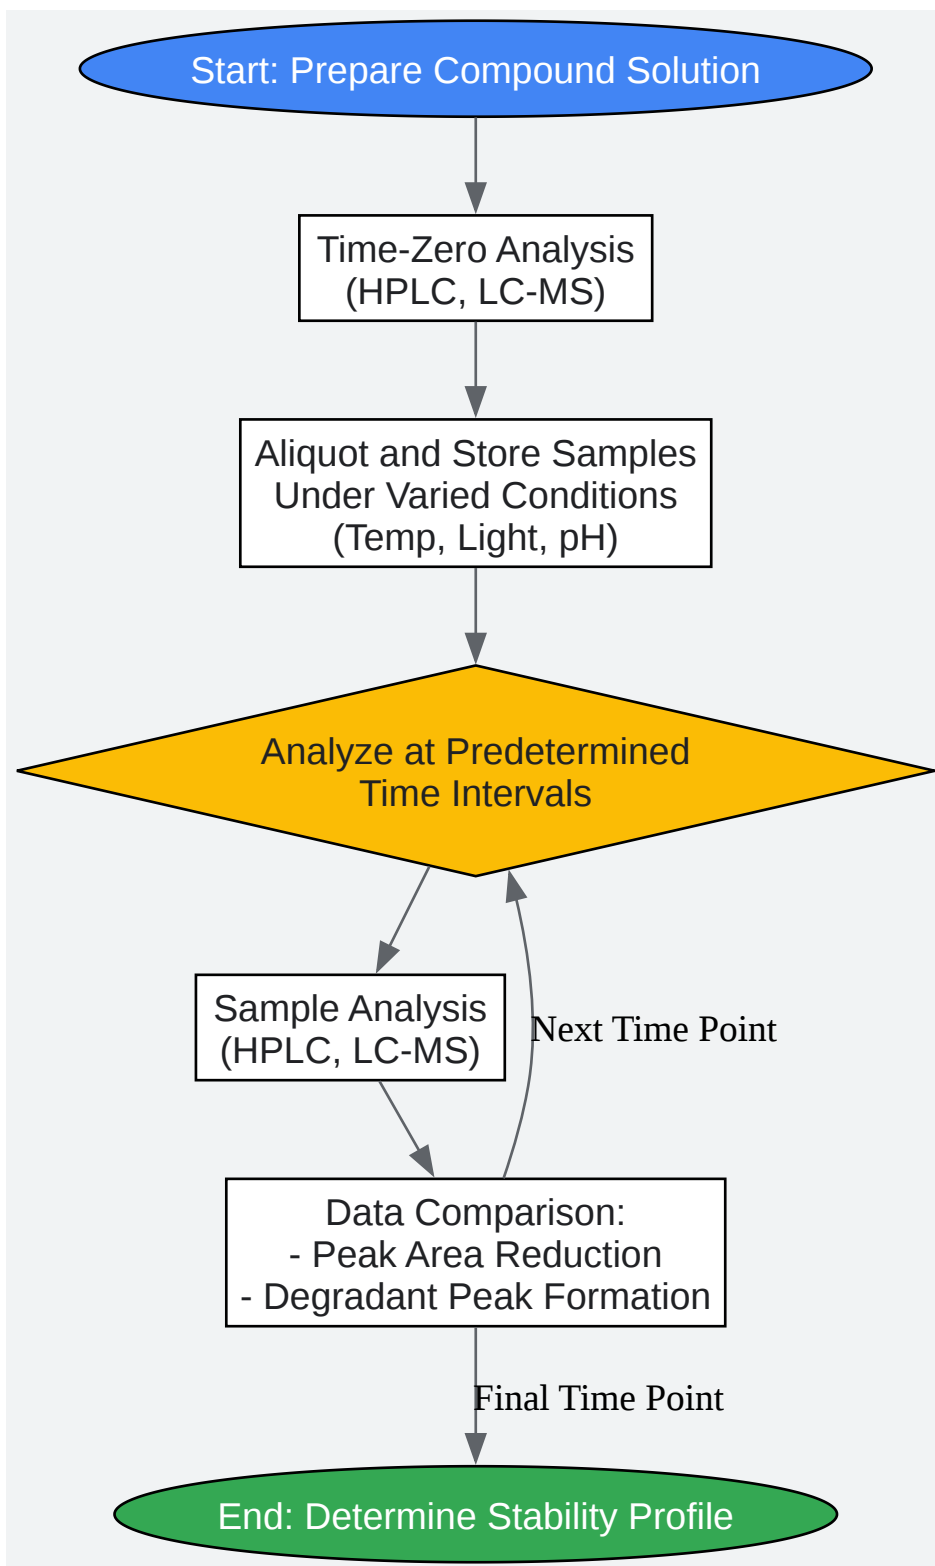 Start: Prepare Compound Solution
Time-Zero Analysis
(HPLC, LC-MS)
Aliquot and Store Samples
Under Varied Conditions
(Temp, Light, pH)
Analyze at Predetermined
Time Intervals
Sample Analysis
(HPLC, LC-MS)
Next Time Point
Data Comparison:
- Peak Area Reduction
- Degradant Peak Formation
Final Time Point
End: Determine Stability Profile